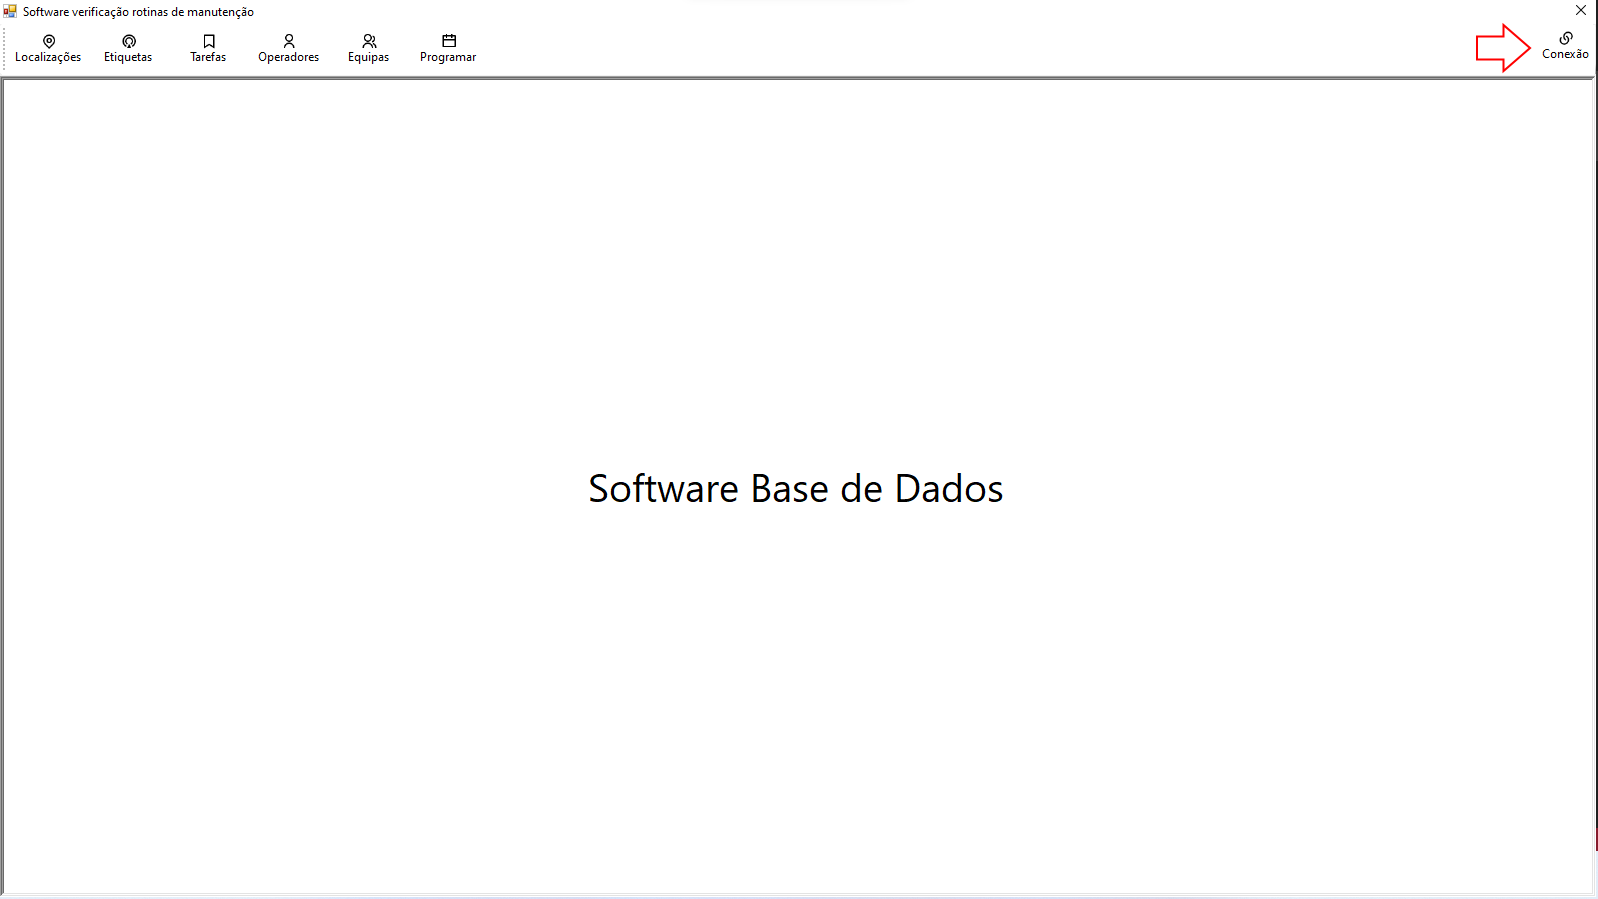 Software verificação rotinas de manutenção
Localizações Etiquetas Tarefas Operadores Equipas Programar Conexão
Software Base de Dados